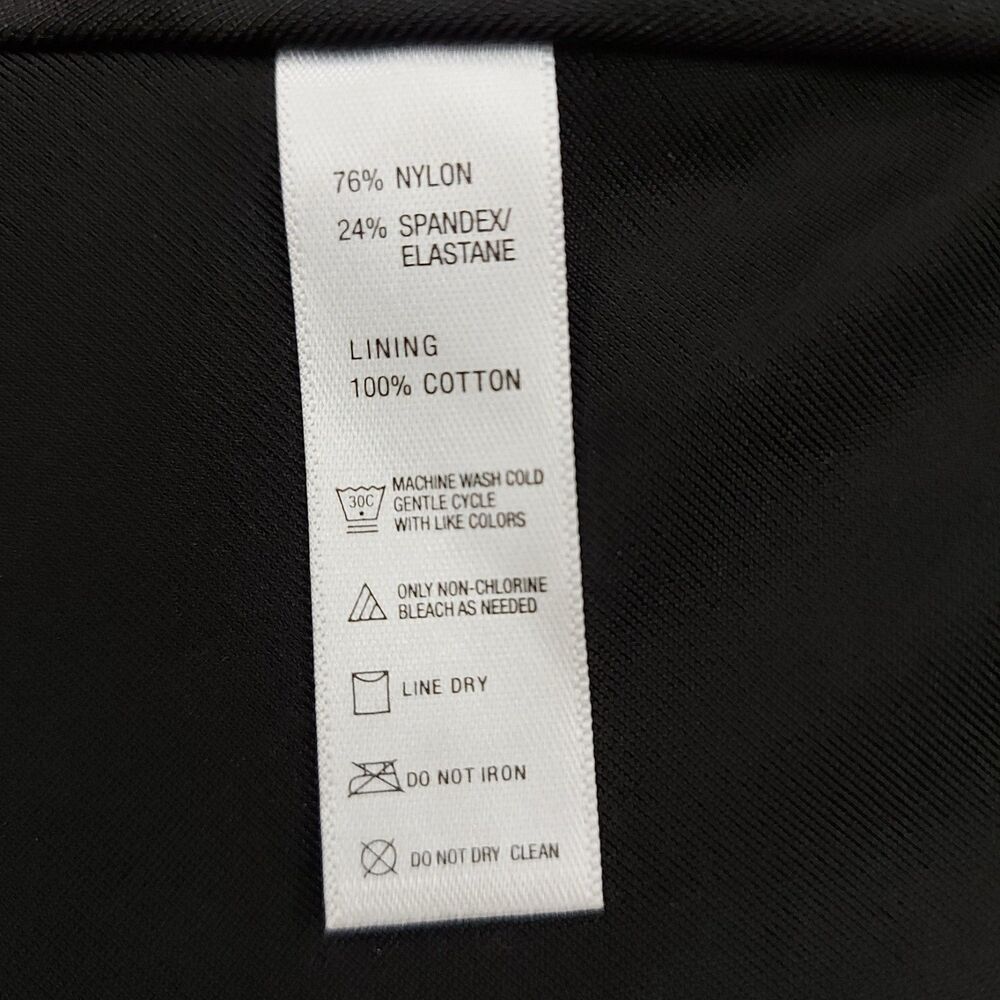 76% NYLON
24% SPANDEX/
ELASTANE
LINING
100% COTTON
30C
MACHINE WASH COLD
GENTLE CYCLE
WITH LIKE COLORS
ONLY NON-CHLORINE
BLEACH AS NEEDED
LINE DRY
DO NOT IRON
DO NOT DRY CLEAN